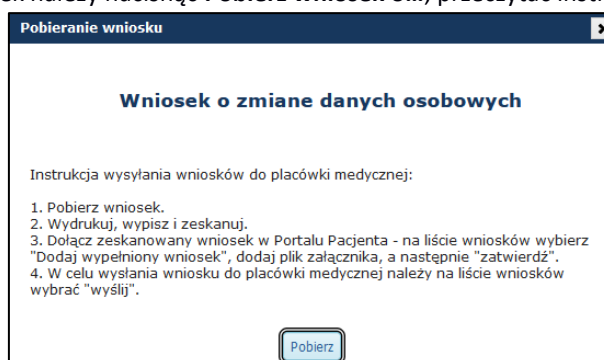 Pobieranie wniosku
Wniosek o zmiane danych osobowych
Instrukcja wysyłania wniosków do placówki medycznej:
1. Pobierz wniosek.
2. Wydrukuj, wypisz i zeskanuj.
3. Dołącz zeskanowany wniosek w Portalu Pacjenta - na liście wniosków wybierz
"Dodaj wypełniony wniosek", dodaj plik załącznika, a następnie "zatwierdź".
4. W celu wysłania wniosku do placówki medycznej należy na liście wniosków
wybrać "wyślij".
Pobierz